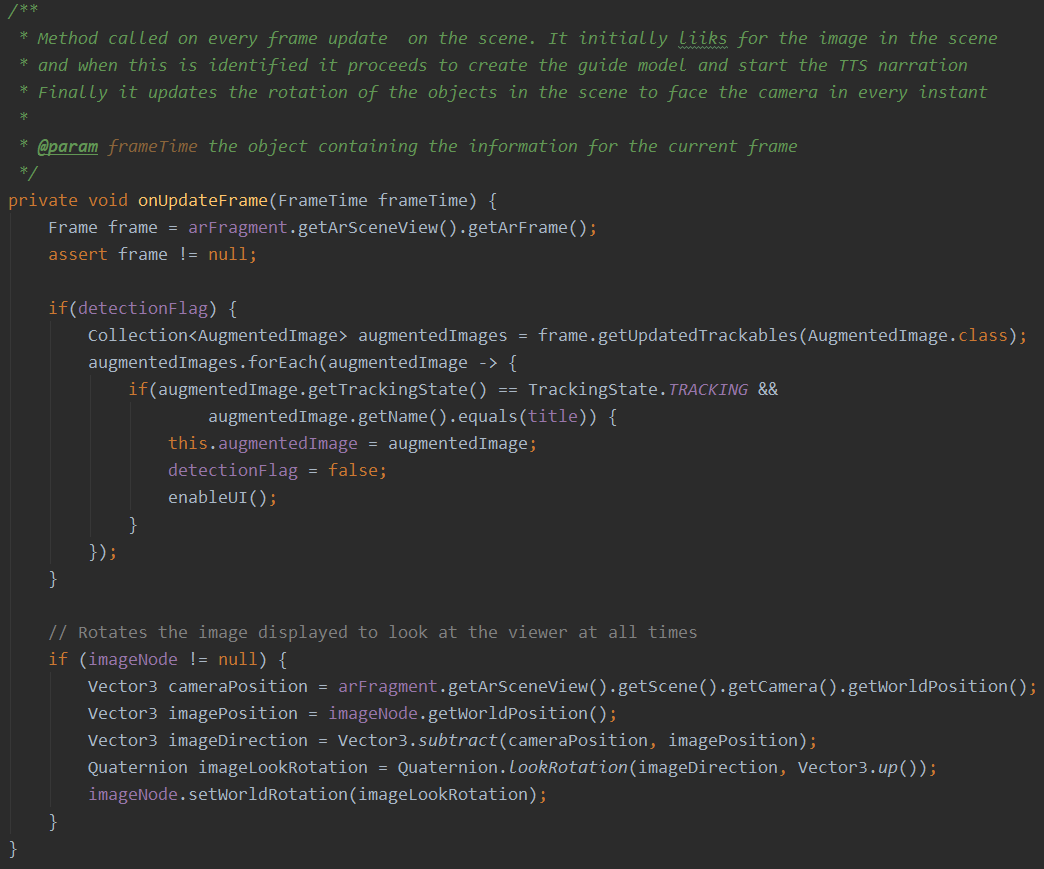 /**
 * Method called on every frame update  on the scene. It initially liiks for the image in the scene
 * and when this is identified it proceeds to create the guide model and start the TTS narration
 * Finally it updates the rotation of the objects in the scene to face the camera in every instant
 *
 * @param frameTime the object containing the information for the current frame
 */
private void onUpdateFrame(FrameTime frameTime) {
    Frame frame = arFragment.getArSceneView().getArFrame();
    assert frame != null;

    if(detectionFlag) {
        Collection<AugmentedImage> augmentedImages = frame.getUpdatedTrackables(AugmentedImage.class);
        augmentedImages.forEach(augmentedImage -> {
            if(augmentedImage.getTrackingState() == TrackingState.TRACKING &&
                    augmentedImage.getName().equals(title)) {
                this.augmentedImage = augmentedImage;
                detectionFlag = false;
                enableUI();
            }
        });
    }

    // Rotates the image displayed to look at the viewer at all times
    if (imageNode != null) {
        Vector3 cameraPosition = arFragment.getArSceneView().getScene().getCamera().getWorldPosition();
        Vector3 imagePosition = imageNode.getWorldPosition();
        Vector3 imageDirection = Vector3.subtract(cameraPosition, imagePosition);
        Quaternion imageLookRotation = Quaternion.lookRotation(imageDirection, Vector3.up());
        imageNode.setWorldRotation(imageLookRotation);
    }
}